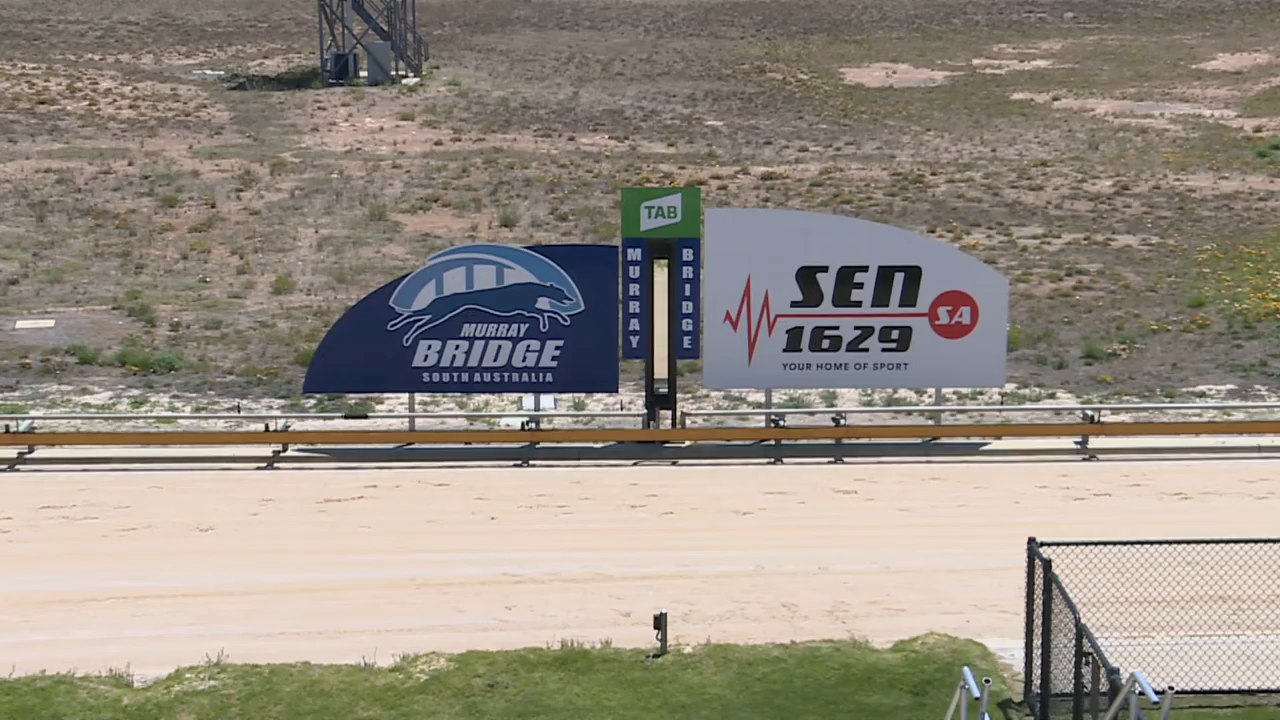 TAB
MURRAY
BRIDGE
MURRAY
BRIDGE
SOUTH AUSTRALIA
SEN
SA
1629
YOUR HOME OF SPORT